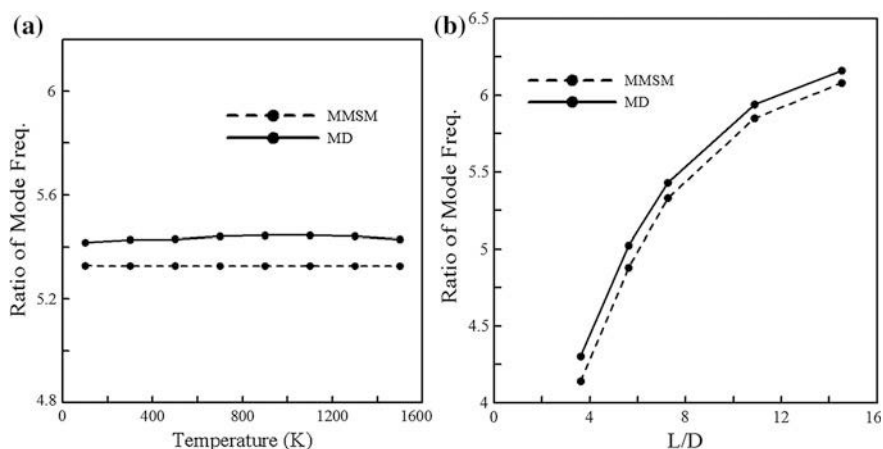 (a)
Ratio of Mode Freq.
6
5.6
5.2
4.8
0 400 800 1200 1600
Temperature (K)
MMSM
MD
(b)
Ratio of Mode Freq.
6.5
6
5.5
5
4.5
4
0 4 8 12 16
L/D
MMSM
MD